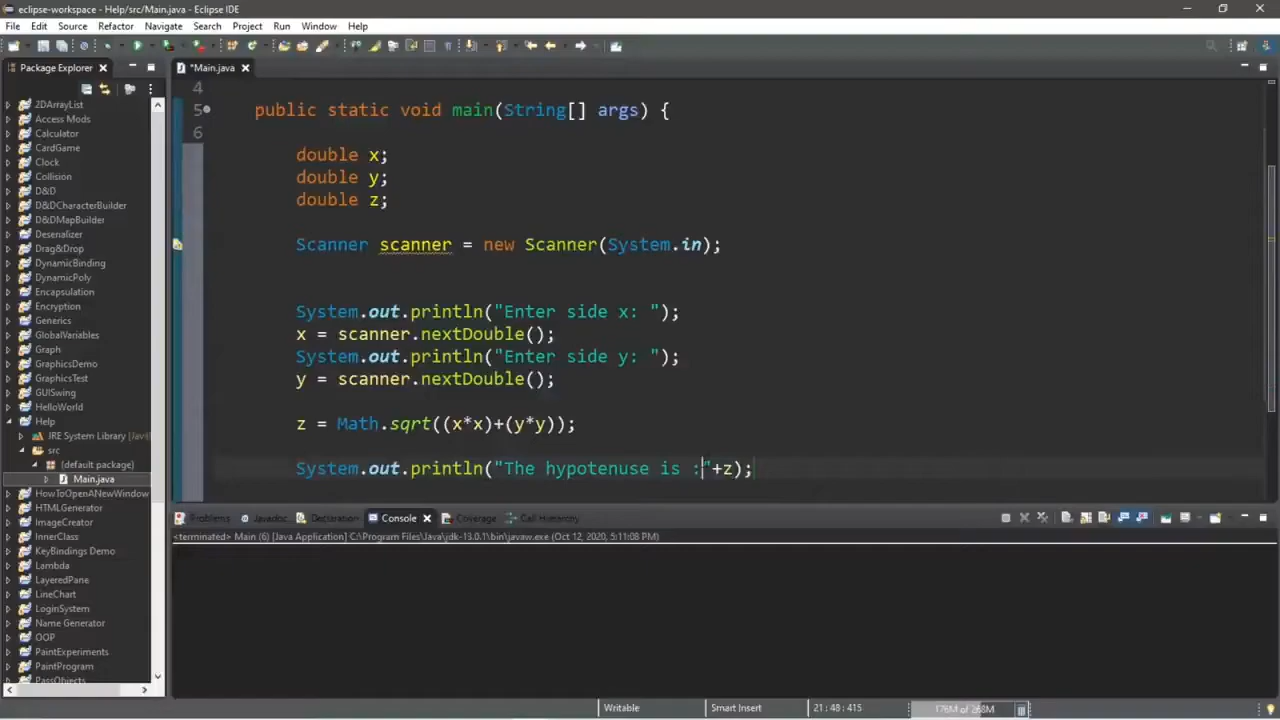 eclipse-workspace - Help/src/Main.java - Eclipse IDE
File Edit Source Refactor Navigate Search Project Run Window Help
Package Explorer
*Main.java
2DArrayList
Access Mods
Calculator
CardGame
Clock
Collision
D&D
D&DCharacterBuilder
D&DMapBuilder
Desenalizer
Drag&Drop
DynamicBinding
DynamicPoly
Encapsulation
Encryption
Generics
GlobalVariables
Graph
GraphicsDemo
GraphicsTest
GUISwing
HelloWorld
Help
JRE System Library [Java
src
(default package)
Main.java
HowToOpenANewWindow
HTMLGenerator
ImageCreator
InnerClass
KeyBindings Demo
Lambda
LayeredPane
LineChart
LoginSystem
Name Generator
OOP
PaintExperiments
PaintProgram
PassObjects
4
5 public static void main(String[] args) {
6
double x;
double y;
double z;
Scanner scanner = new Scanner(System.in);
System.out.println("Enter side x: ");
x = scanner.nextDouble();
System.out.println("Enter side y: ");
y = scanner.nextDouble();
z = Math.sqrt((x*x)+(y*y));
System.out.println("The hypotenuse is :"+z);
Problems Javadoc Declaration Console Coverage Call Hierarchy
<terminated> Main (6) [Java Application] C:\Program Files\Java\jdk-13.0.1\bin\javaw.exe (Oct 12, 2020, 5:11:08 PM)
Writable Smart Insert 21 : 48 : 415 176M of 268M